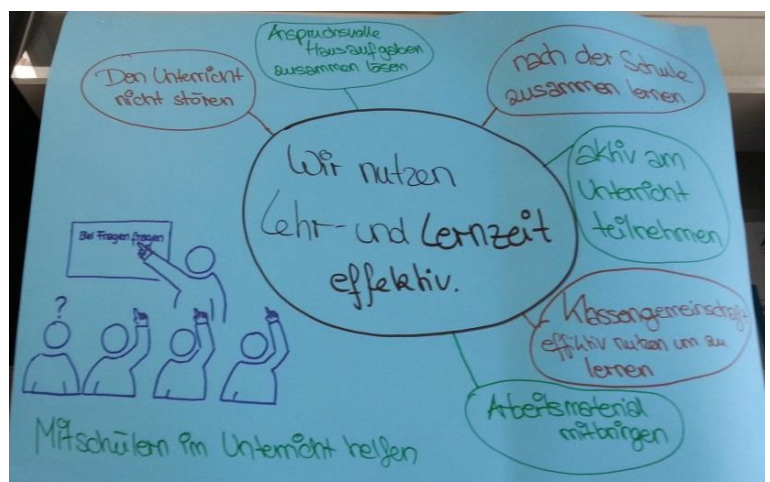 Anspruchsvolle
Hausaufgaben
zusammen lösen
Den Unterricht
nicht stören
nach der Schule
zusammen lernen
Wir nutzen
Lehr- und Lernzeit
effektiv.
aktiv am
Unterricht
teilnehmen
Bei Fragen fragen
?
Klassengemeinschaft
effiktiv nutzen um zu
lernen
Arbeitsmaterial
mitbringen
Mitschülern im Unterricht helfen